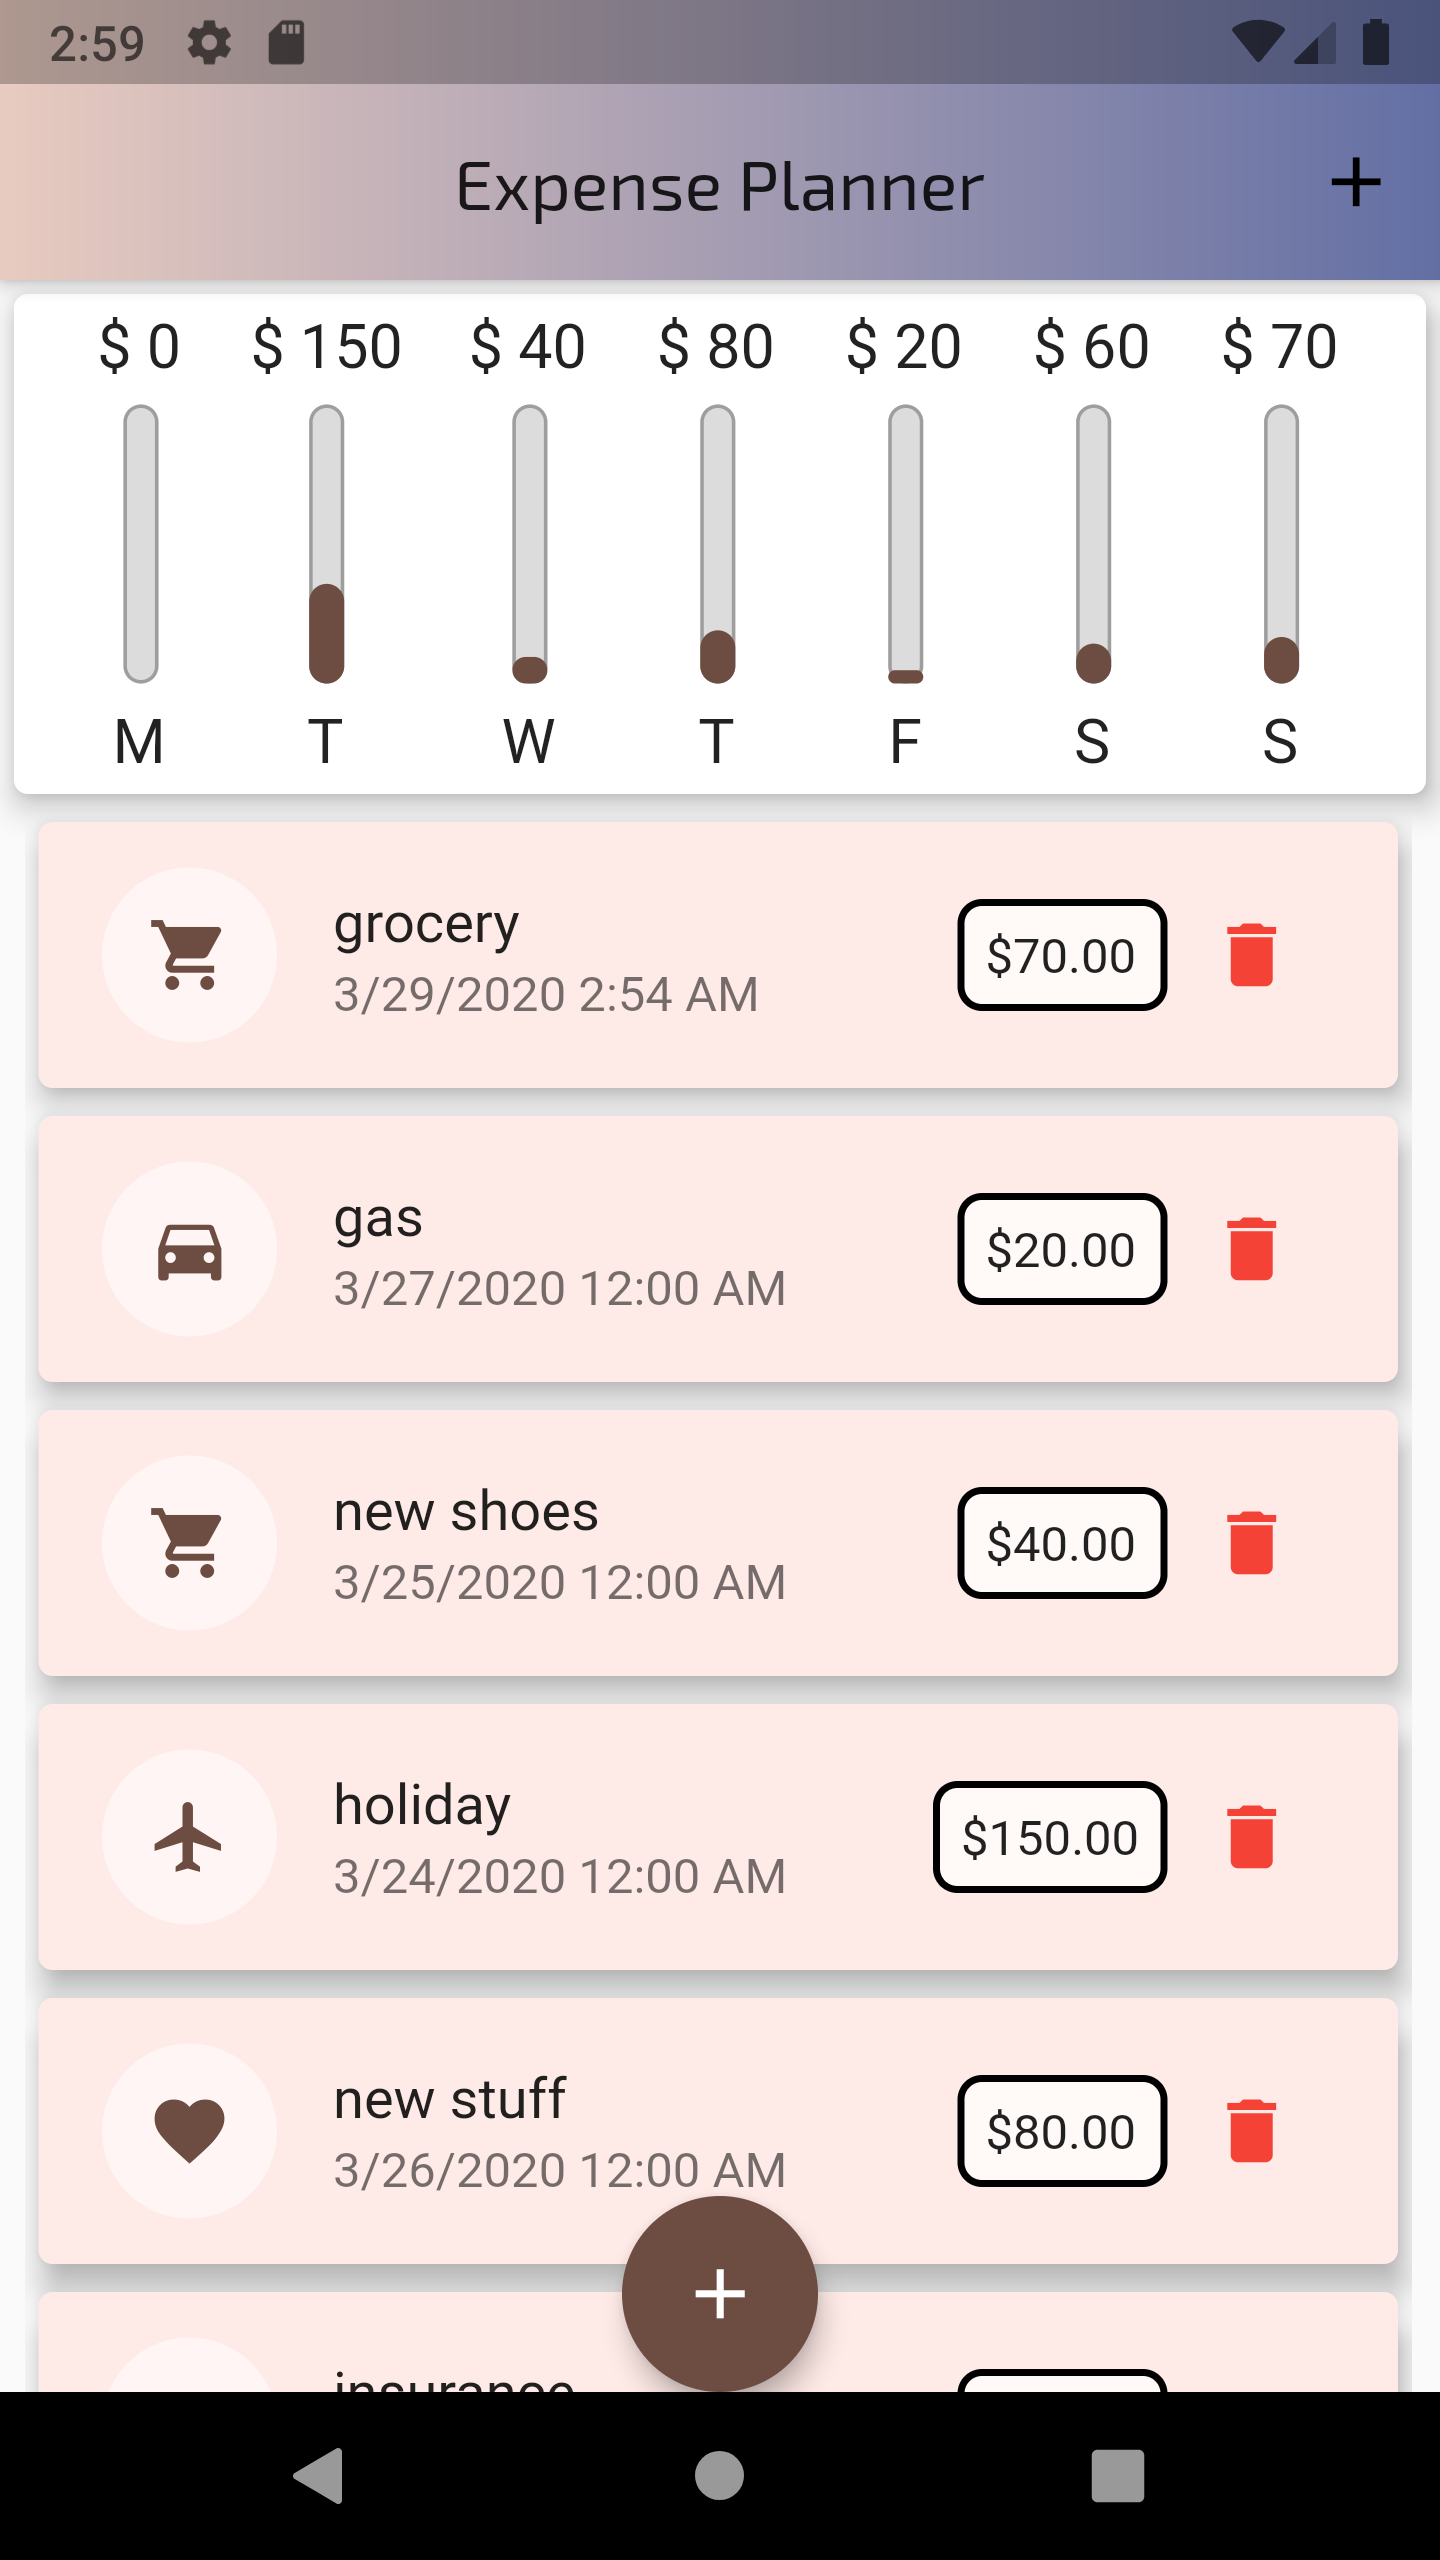 2:59
Expense Planner
$ 0 $ 150 $ 40 $ 80 $ 20 $ 60 $ 70
M T W T F S S
grocery
$70.00
3/29/2020 2:54 AM
gas
$20.00
3/27/2020 12:00 AM
new shoes
$40.00
3/25/2020 12:00 AM
holiday
$150.00
3/24/2020 12:00 AM
new stuff
$80.00
3/26/2020 12:00 AM
insurance